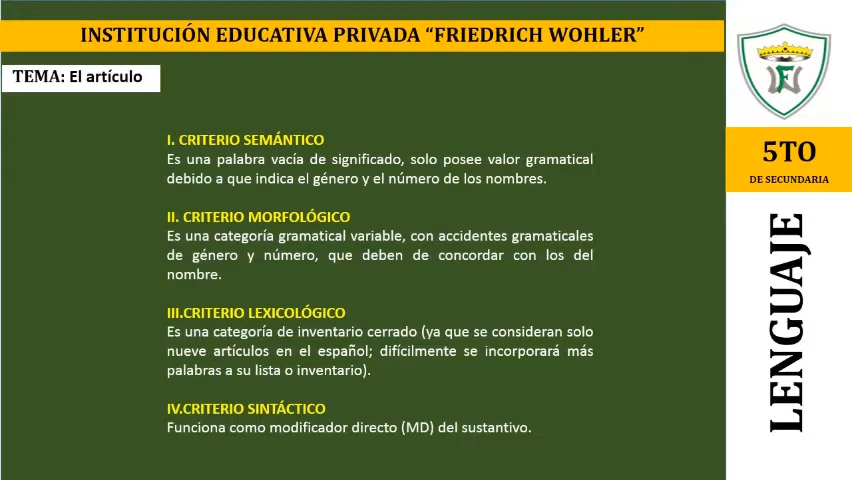 INSTITUCIÓN EDUCATIVA PRIVADA “FRIEDRICH WOHLER”
TEMA: El artículo
I. CRITERIO SEMÁNTICO
Es una palabra vacía de significado, solo posee valor gramatical
debido a que indica el género y el número de los nombres.
II. CRITERIO MORFOLÓGICO
Es una categoría gramatical variable, con accidentes gramaticales
de género y número, que deben de concordar con los del
nombre.
III.CRITERIO LEXICOLÓGICO
Es una categoría de inventario cerrado (ya que se consideran solo
nueve artículos en el español; difícilmente se incorporará más
palabras a su lista o inventario).
IV.CRITERIO SINTÁCTICO
Funciona como modificador directo (MD) del sustantivo.
5TO
DE SECUNDARIA
LENGUAJE